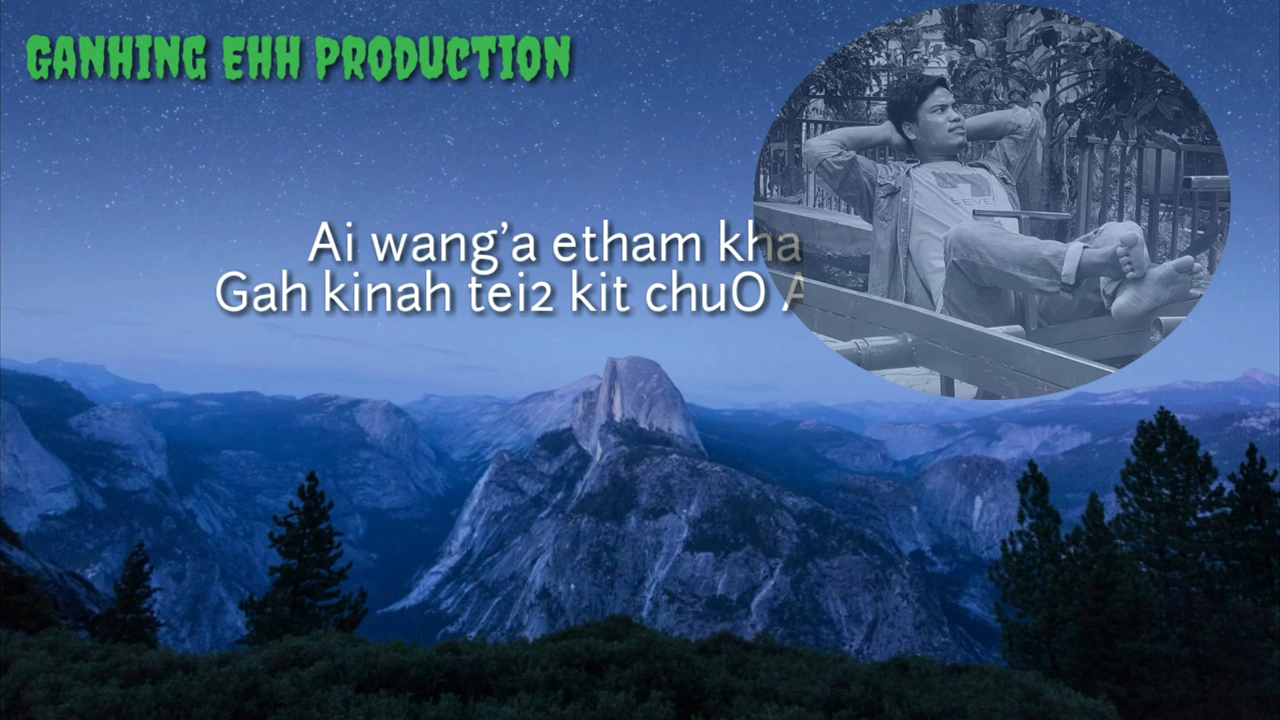 GANHING EHH PRODUCTION
Ai wang'a etham kha
Gah kinah tei2 kit chuO A